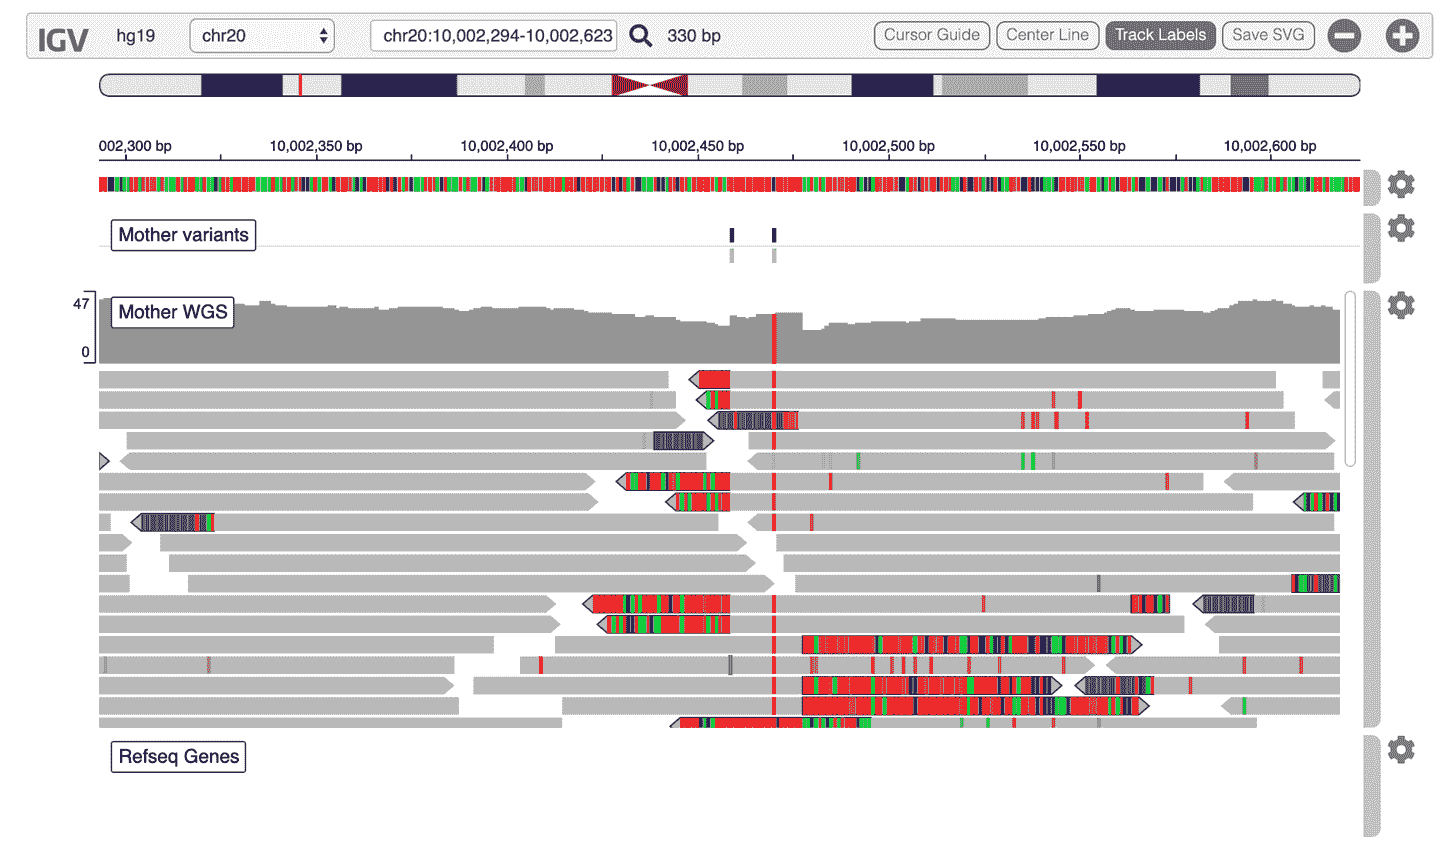 IGV hg19 chr20 chr20:10,002,294-10,002,623 330 bp Cursor Guide Center Line Track Labels Save SVG
002,300 bp 10,002,350 bp 10,002,400 bp 10,002,450 bp 10,002,500 bp 10,002,550 bp 10,002,600 bp
Mother variants
47
Mother WGS
0
Refseq Genes